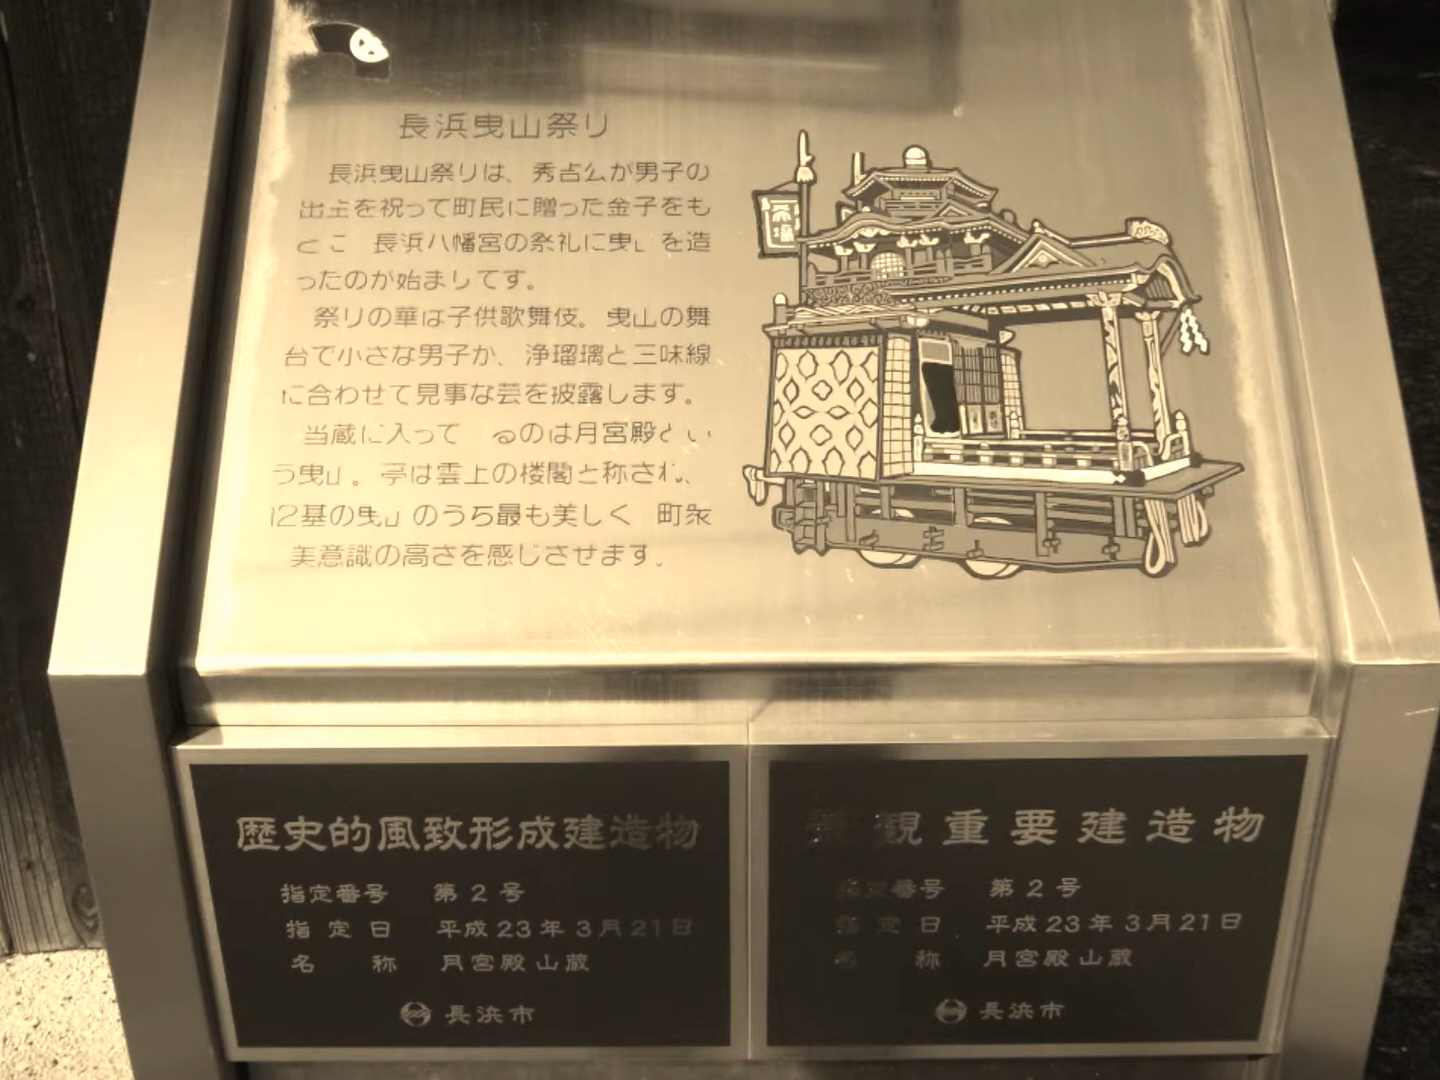 長浜曳山祭り
長浜曳山祭りは、秀吉公が男子の
出生を祝って町民に贈った金子をも
とに 長浜八幡宮の祭礼に曳山を造
ったのが始まりです。
祭りの華は子供歌舞伎。曳山の舞
台で小さな男子が、浄瑠璃と三味線
に合わせて見事な芸を披露します。
当蔵に入って るのは月宮殿とい
う曳山。亭は雲上の楼閣と称され、
12基の曳山のうち最も美しく 町衆
美意識の高さを感じさせます。
帝場
歴史的風致形成建造物
指定番号 第2号
指定日 平成23年3月21日
名称 月宮殿山蔵
長浜市
景観重要建造物
指定番号 第2号
指定日 平成23年3月21日
名称 月宮殿山蔵
長浜市